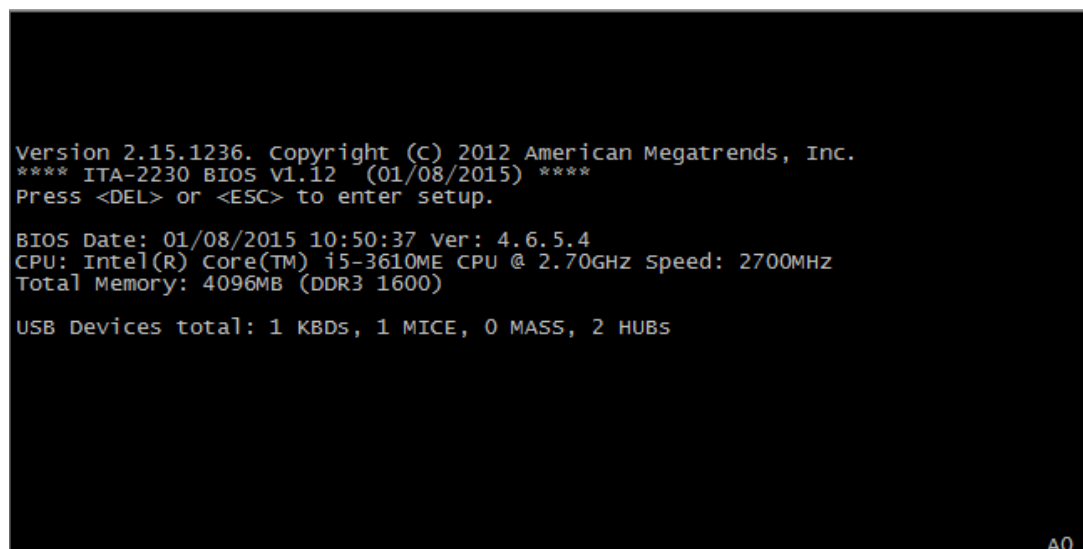 Version 2.15.1236. Copyright (C) 2012 American Megatrends, Inc.
**** ITA-2230 BIOS V1.12  (01/08/2015) ****
Press <DEL> or <ESC> to enter setup.
BIOS Date: 01/08/2015 10:50:37 Ver: 4.6.5.4
CPU: Intel(R) Core(TM) i5-3610ME CPU @ 2.70GHz Speed: 2700MHz
Total Memory: 4096MB (DDR3 1600)
USB Devices total: 1 KBDs, 1 MICE, 0 MASS, 2 HUBs
A0